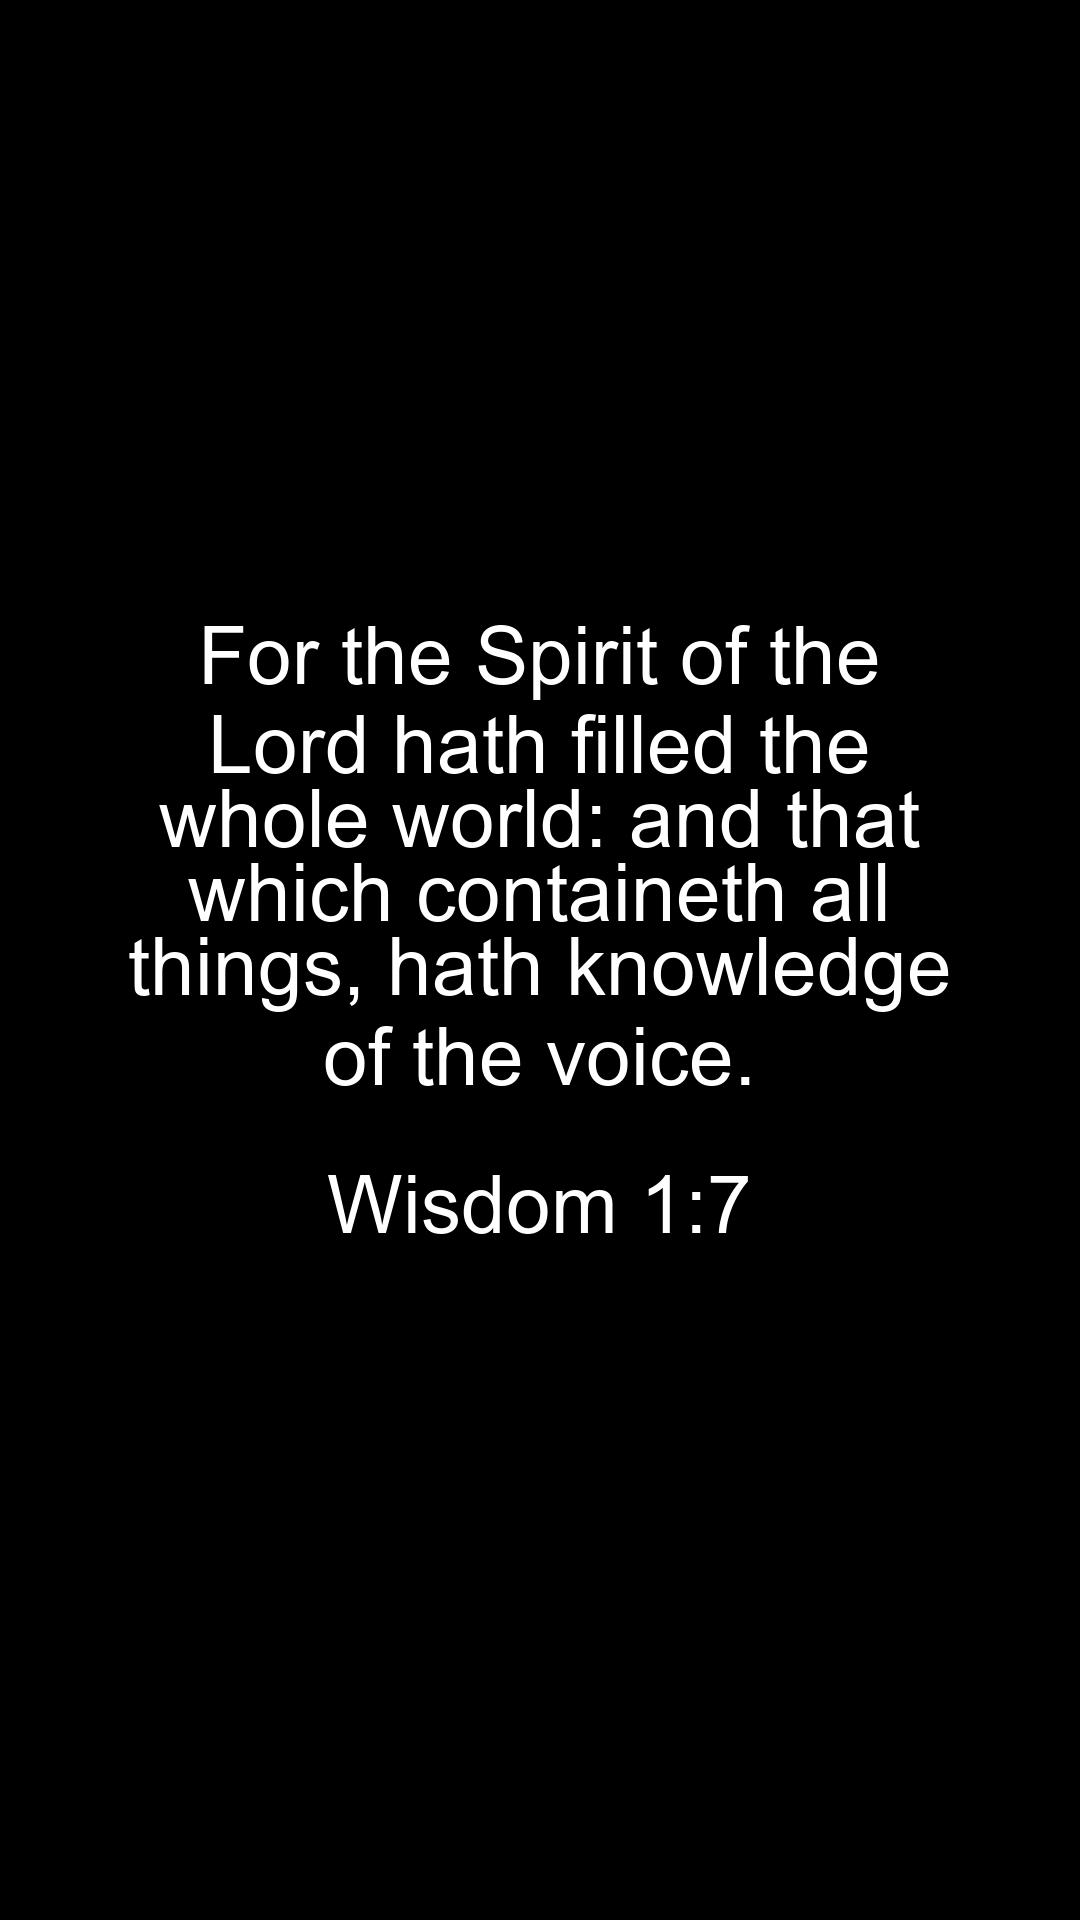 For the Spirit of the
Lord hath filled the
whole world: and that
which containeth all
things, hath knowledge
of the voice.
Wisdom 1:7